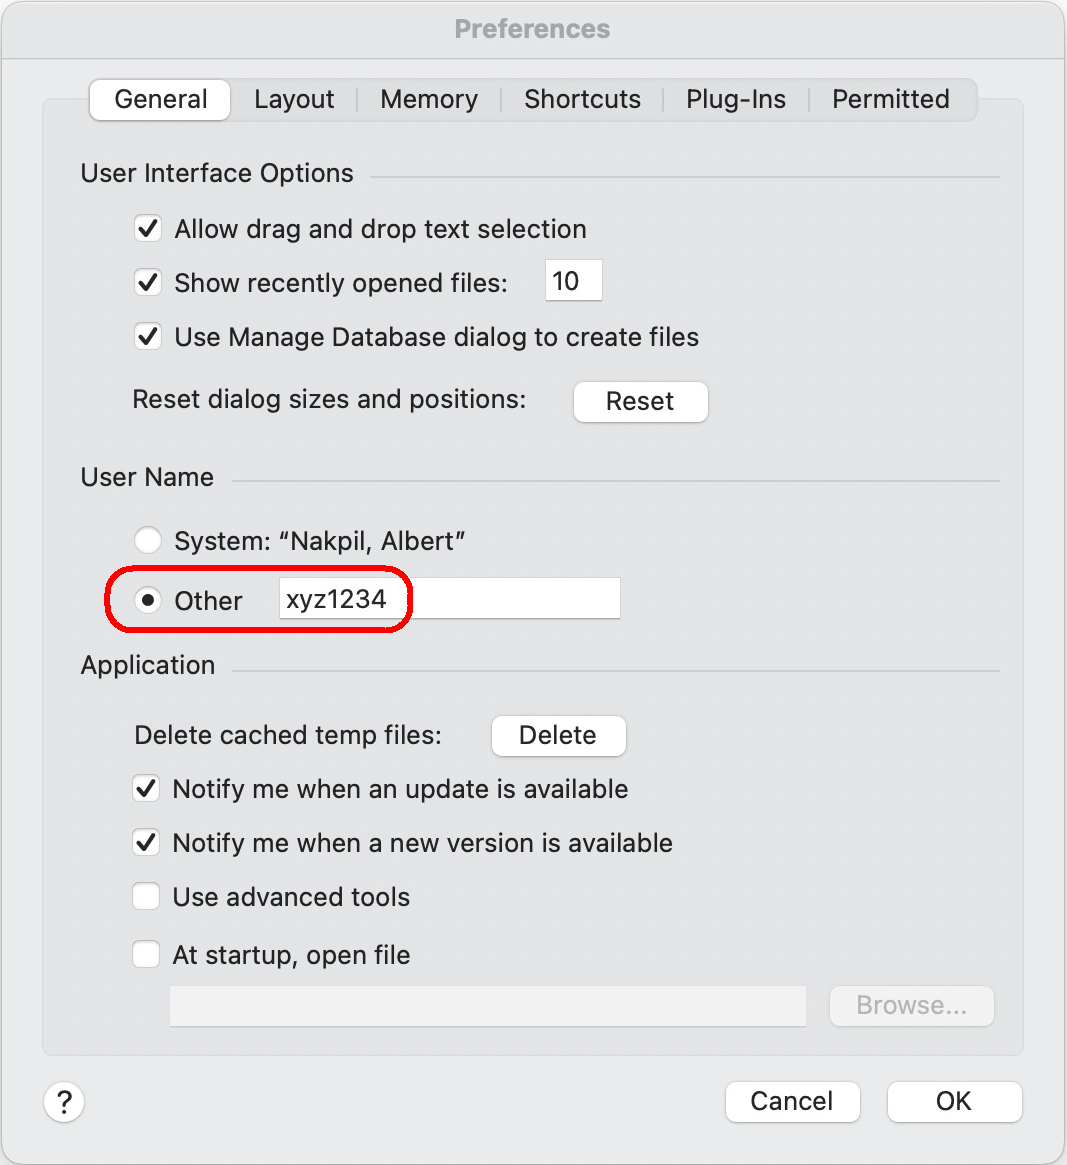 Preferences
General Layout Memory Shortcuts Plug-Ins Permitted
User Interface Options
Allow drag and drop text selection
Show recently opened files: 10
Use Manage Database dialog to create files
Reset dialog sizes and positions: Reset
User Name
System: “Nakpil, Albert”
Other xyz1234
Application
Delete cached temp files: Delete
Notify me when an update is available
Notify me when a new version is available
Use advanced tools
At startup, open file
Browse...
? Cancel OK